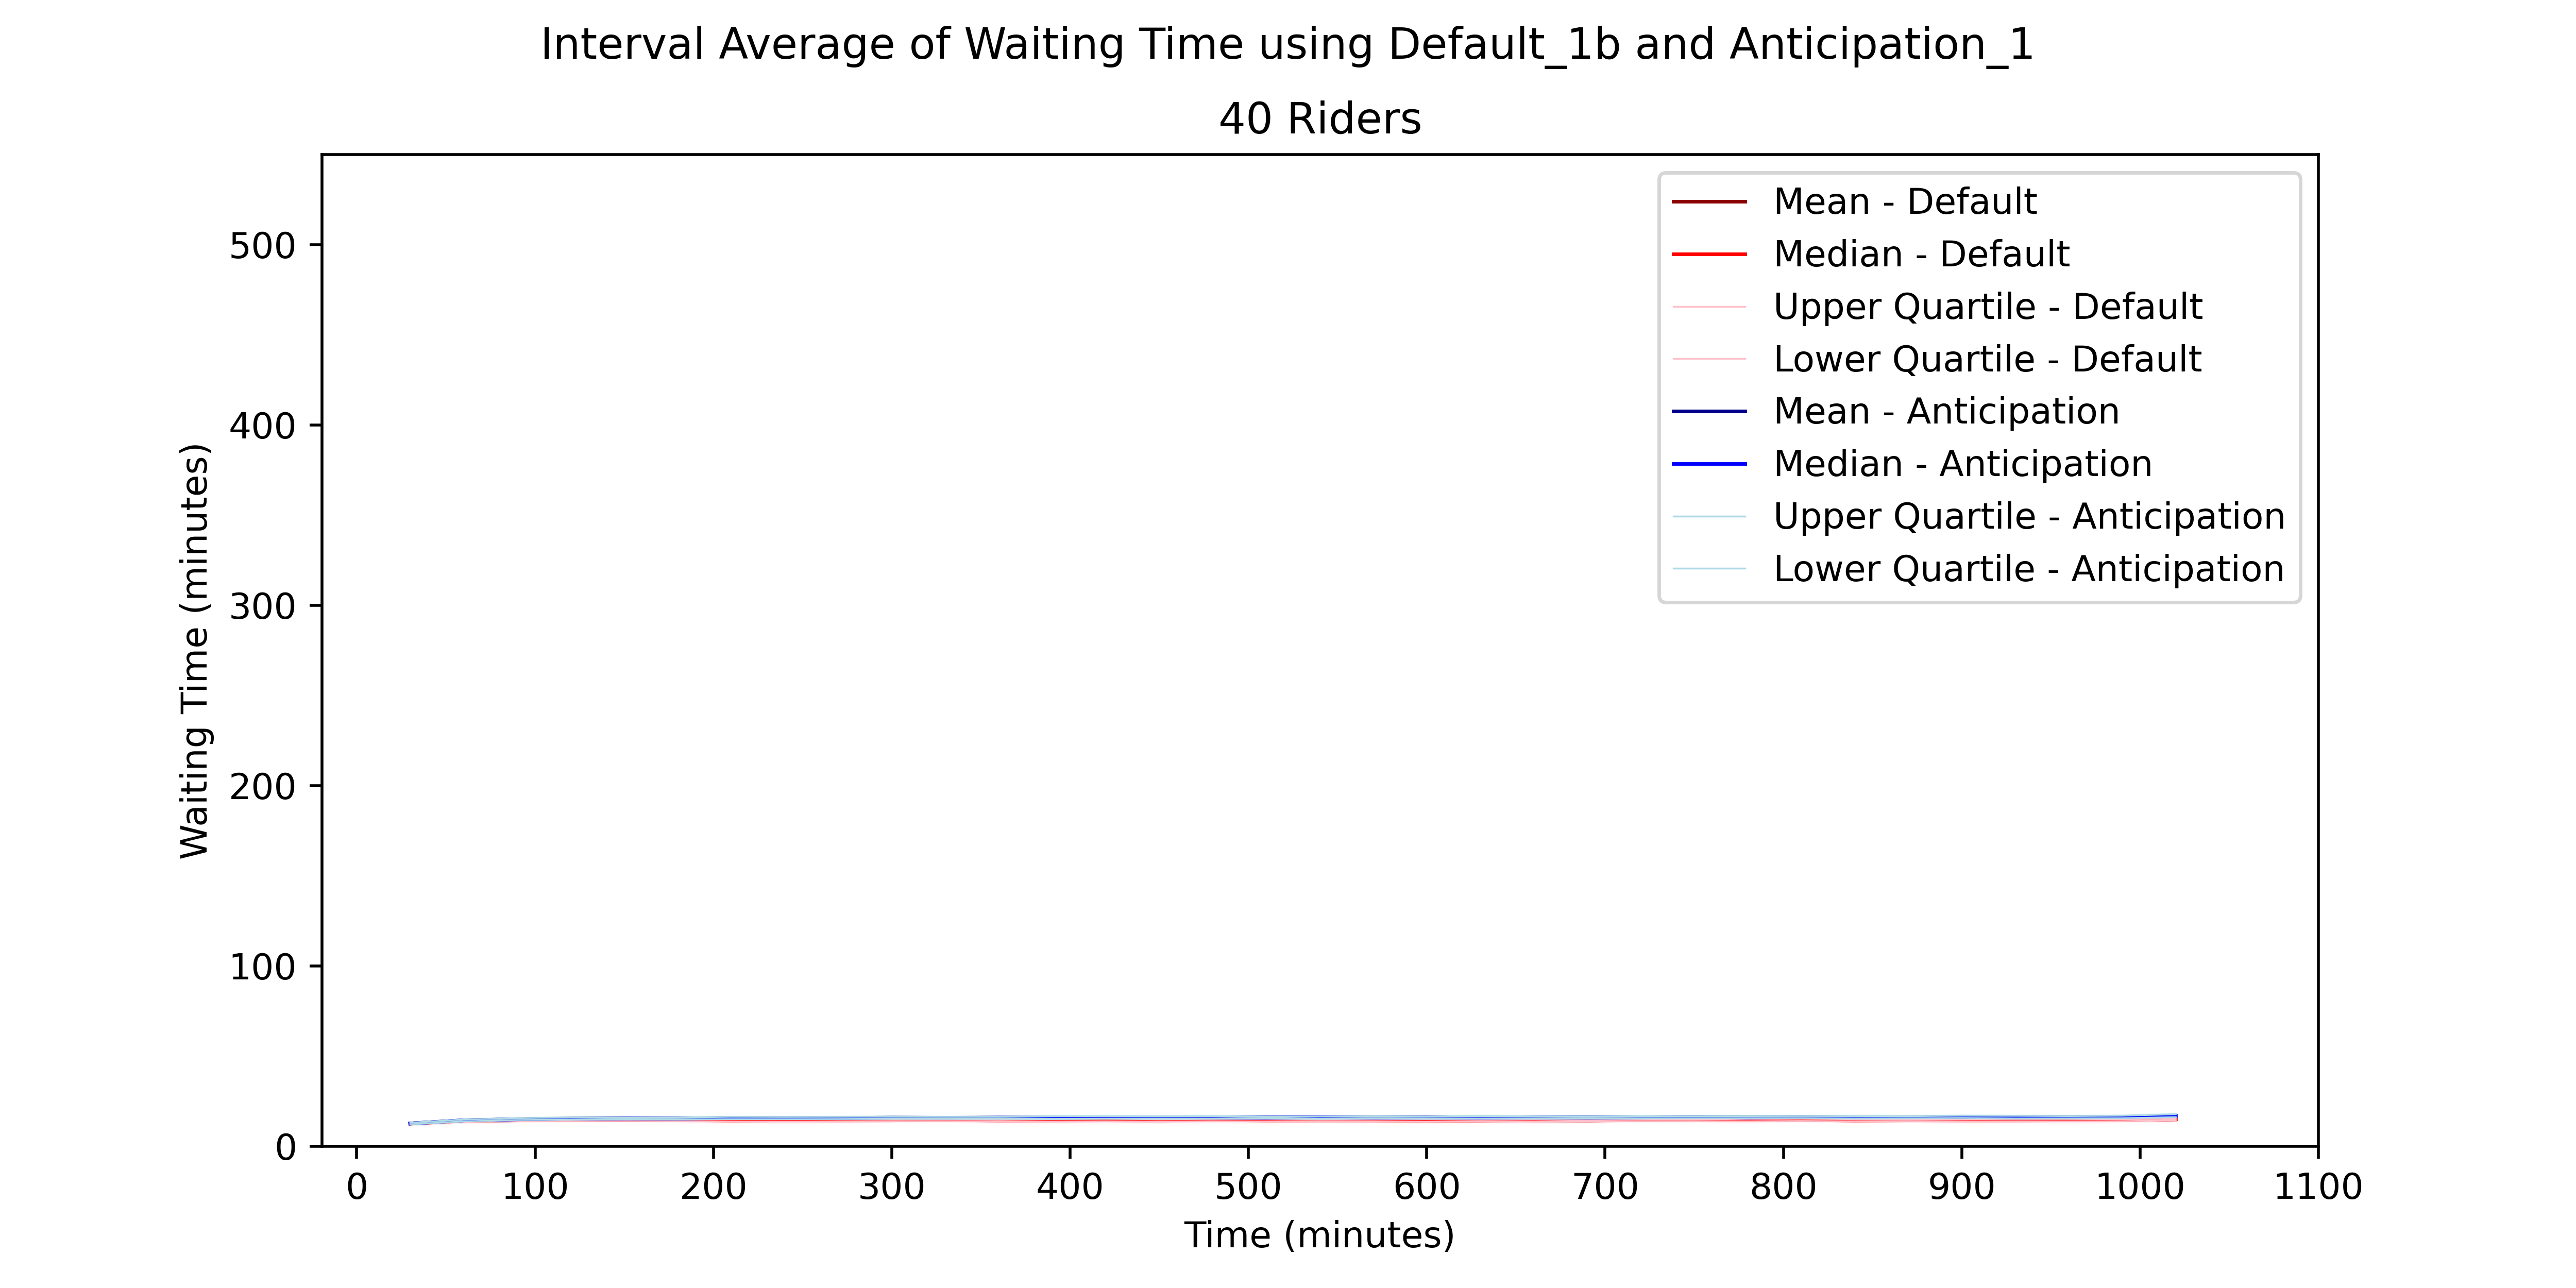 Interval Average of Waiting Time using Default_1b and Anticipation_1
40 Riders
Mean - Default
Median - Default
Upper Quartile - Default
Lower Quartile - Default
Mean - Anticipation
Median - Anticipation
Upper Quartile - Anticipation
Lower Quartile - Anticipation
500
400
300
200
100
0
Waiting Time (minutes)
0 100 200 300 400 500 600 700 800 900 1000 1100
Time (minutes)